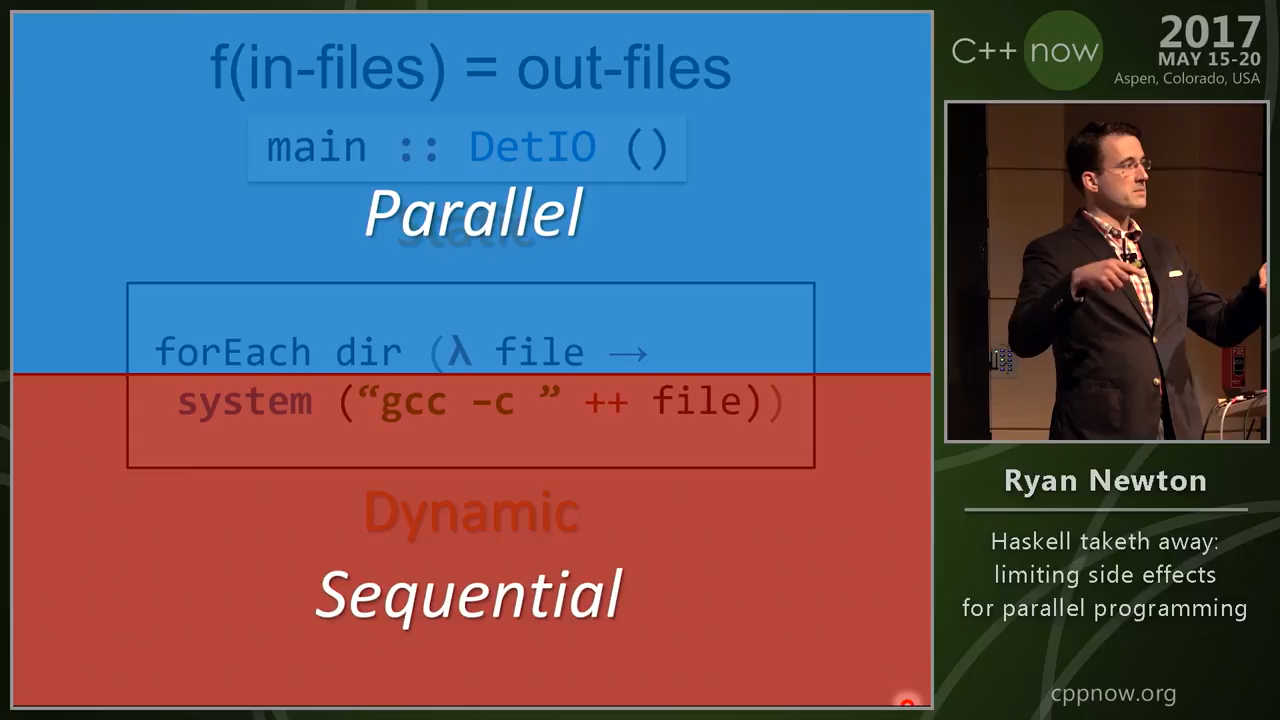 f(in-files) = out-files
main :: DetIO ()
Parallel
static
forEach dir (λ file →
system (“gcc –c ” ++ file))
Dynamic
Sequential
C++ now
2017
MAY 15-20
Aspen, Colorado, USA
FIRE
Ryan Newton
Haskell taketh away:
limiting side effects
for parallel programming
cppnow.org